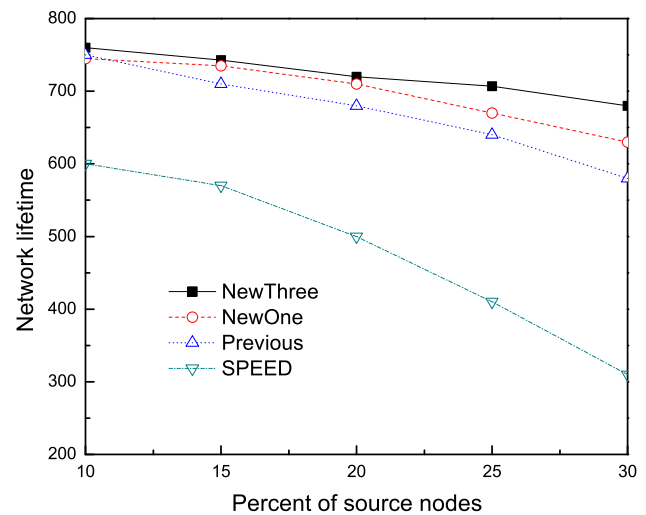 800
700
600
500
400
300
200
Network lifetime
NewThree
NewOne
Previous
SPEED
10 15 20 25 30
Percent of source nodes